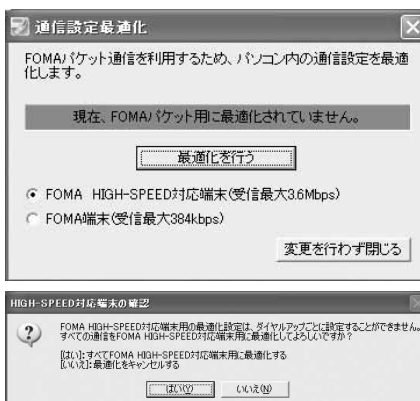 通信設定最適化
FOMAパケット通信を利用するため、パソコン内の通信設定を最適
化します。
現在、FOMAパケット用に最適化されていません。
最適化を行う
FOMA HIGH-SPEED対応端末(受信最大3.6Mbps)
FOMA端末(受信最大384kbps)
変更を行わず閉じる
HIGH-SPEED対応端末の確認
FOMA HIGH-SPEED対応端末用の最適化設定は、ダイヤルアップごとに設定することができません。
すべての通信をFOMA HIGH-SPEED対応端末用に最適化してよろしいですか?
[はい]:すべてFOMA HIGH-SPEED対応端末用に最適化する
[いいえ]:最適化をキャンセルする
はい(Y) いいえ(N)